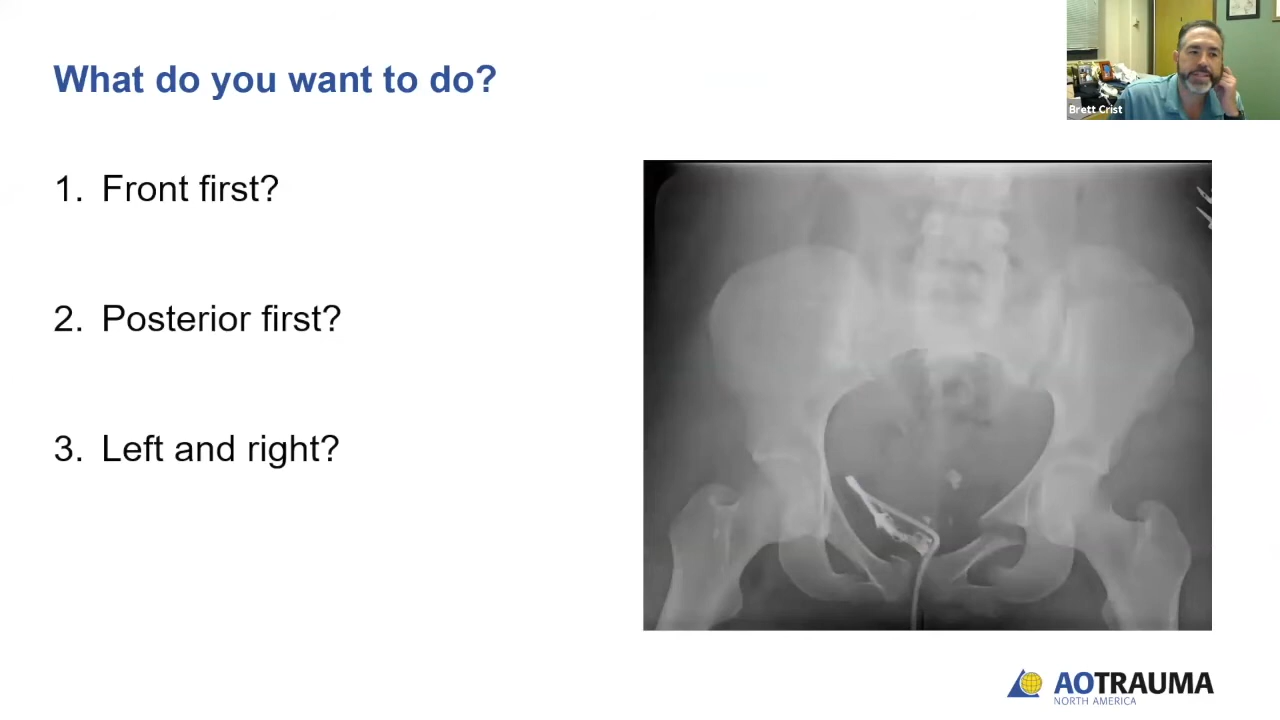 What do you want to do?
Brett Crist
1. Front first?
2. Posterior first?
3. Left and right?
AOTRAUMA
NORTH AMERICA